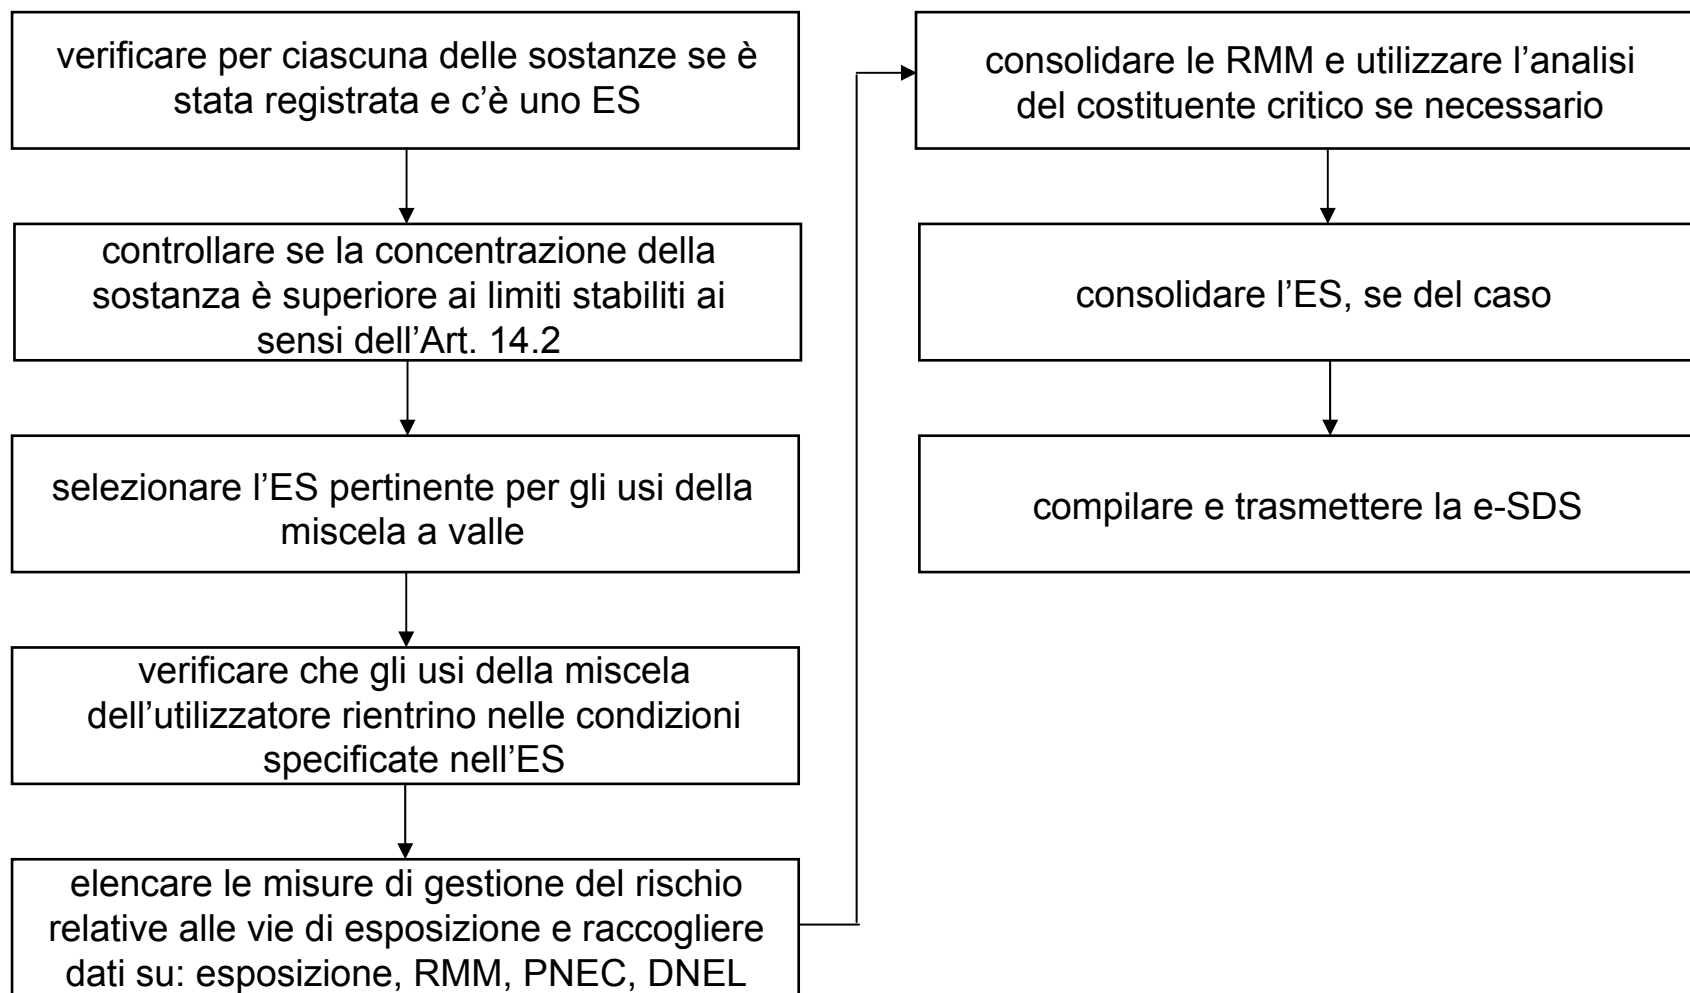 verificare per ciascuna delle sostanze se è
stata registrata e c’è uno ES
controllare se la concentrazione della
sostanza è superiore ai limiti stabiliti ai
sensi dell’Art. 14.2
selezionare l’ES pertinente per gli usi della
miscela a valle
verificare che gli usi della miscela
dell’utilizzatore rientrino nelle condizioni
specificate nell’ES
elencare le misure di gestione del rischio
relative alle vie di esposizione e raccogliere
dati su: esposizione, RMM, PNEC, DNEL
consolidare le RMM e utilizzare l’analisi
del costituente critico se necessario
consolidare l’ES, se del caso
compilare e trasmettere la e-SDS